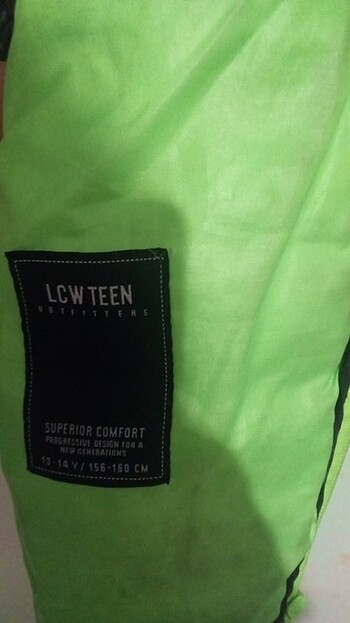 LCW TEEN
OUTFITTERS
SUPERIOR COMFORT
PROGRESSIVE DESIGN FOR A
NEW GENERATIONS
13-14 Y / 156-160 CM